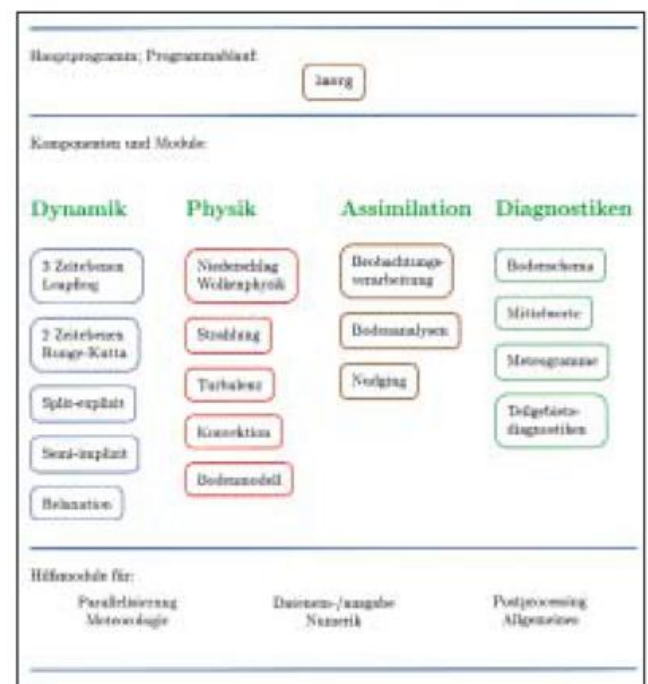 Hauptprogramm; Programmablauf:
lmorg
Komponenten und Module:
Dynamik Physik Assimilation Diagnostiken
3 Zeitebenen
Leapfrog
2 Zeitebenen
Runge-Kutta
Split-explizit
Semi-implizit
Relaxation
Niederschlag
Wolkenphysik
Strahlung
Turbulenz
Konvektion
Bodenmodell
Beobachtungs-
verarbeitung
Bodenanalysen
Nudging
Bodenschema
Mittelwerte
Meteogramme
Teilgebiets-
diagnostiken
Hilfsmodule für:
Parallelisierung Datenein-/ausgabe Postprocessing
Meteorologie Numerik Allgemeines